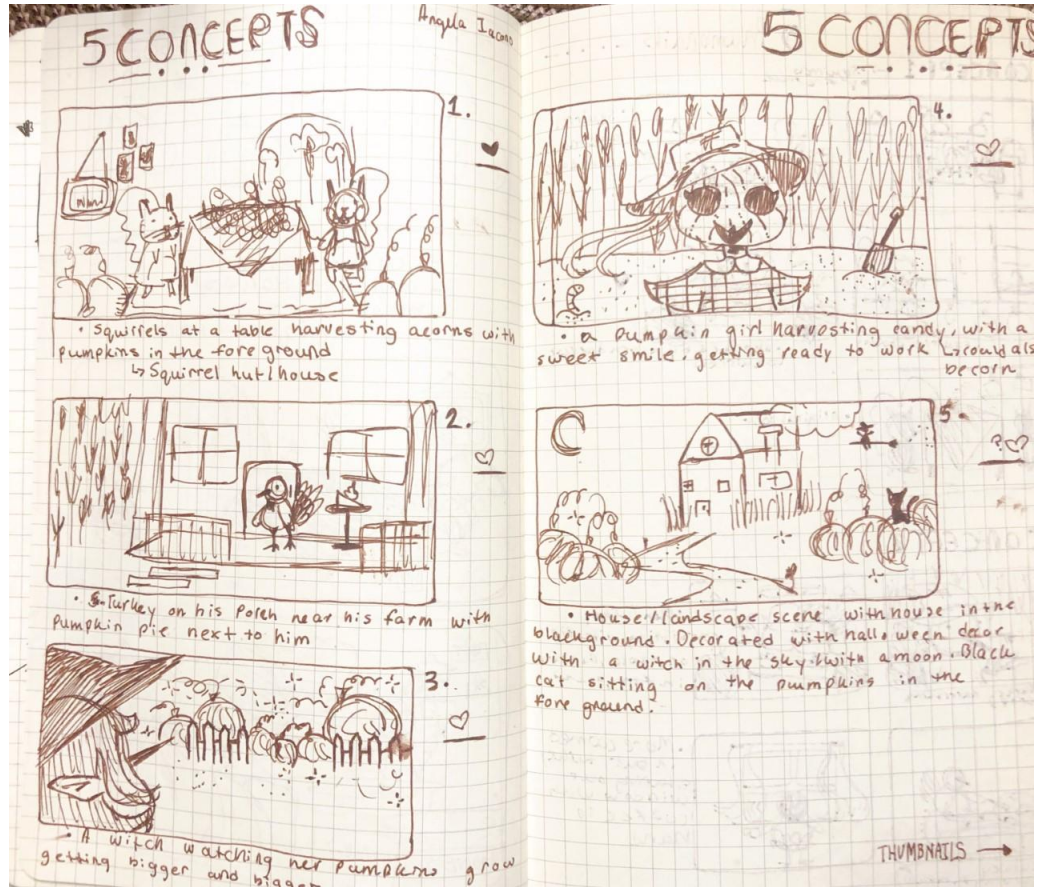 5 CONCEPTS
Angela Iacono
1.
• Squirrels at a table harvesting acorns with
pumpkins in the foreground
↳ Squirrel hut/house
2.
• Turkey on his porch near his farm with
Pumpkin pie next to him
3.
• A witch watching her pumpkins grow
getting bigger and bigger
5 CONCEPTS
4.
• a Pumpkin girl harvesting candy, with a
sweet smile. getting ready to work ↳ could als
be corn
5.
?
• House/landscape scene with house in the
blackground. Decorated with halloween decor
with a witch in the sky with a moon. Black
cat sitting on the pumpkins in the
fore ground.
THUMBNAILS →